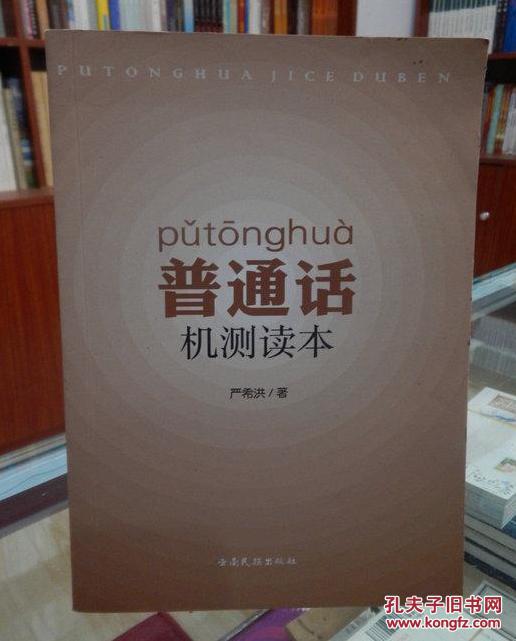 PUTONGHUA JICE DUBEN
pǔtōnghuà
普通话
机测读本
严希洪/著
云南民族出版社
孔夫子旧书网
www.kongfz.com